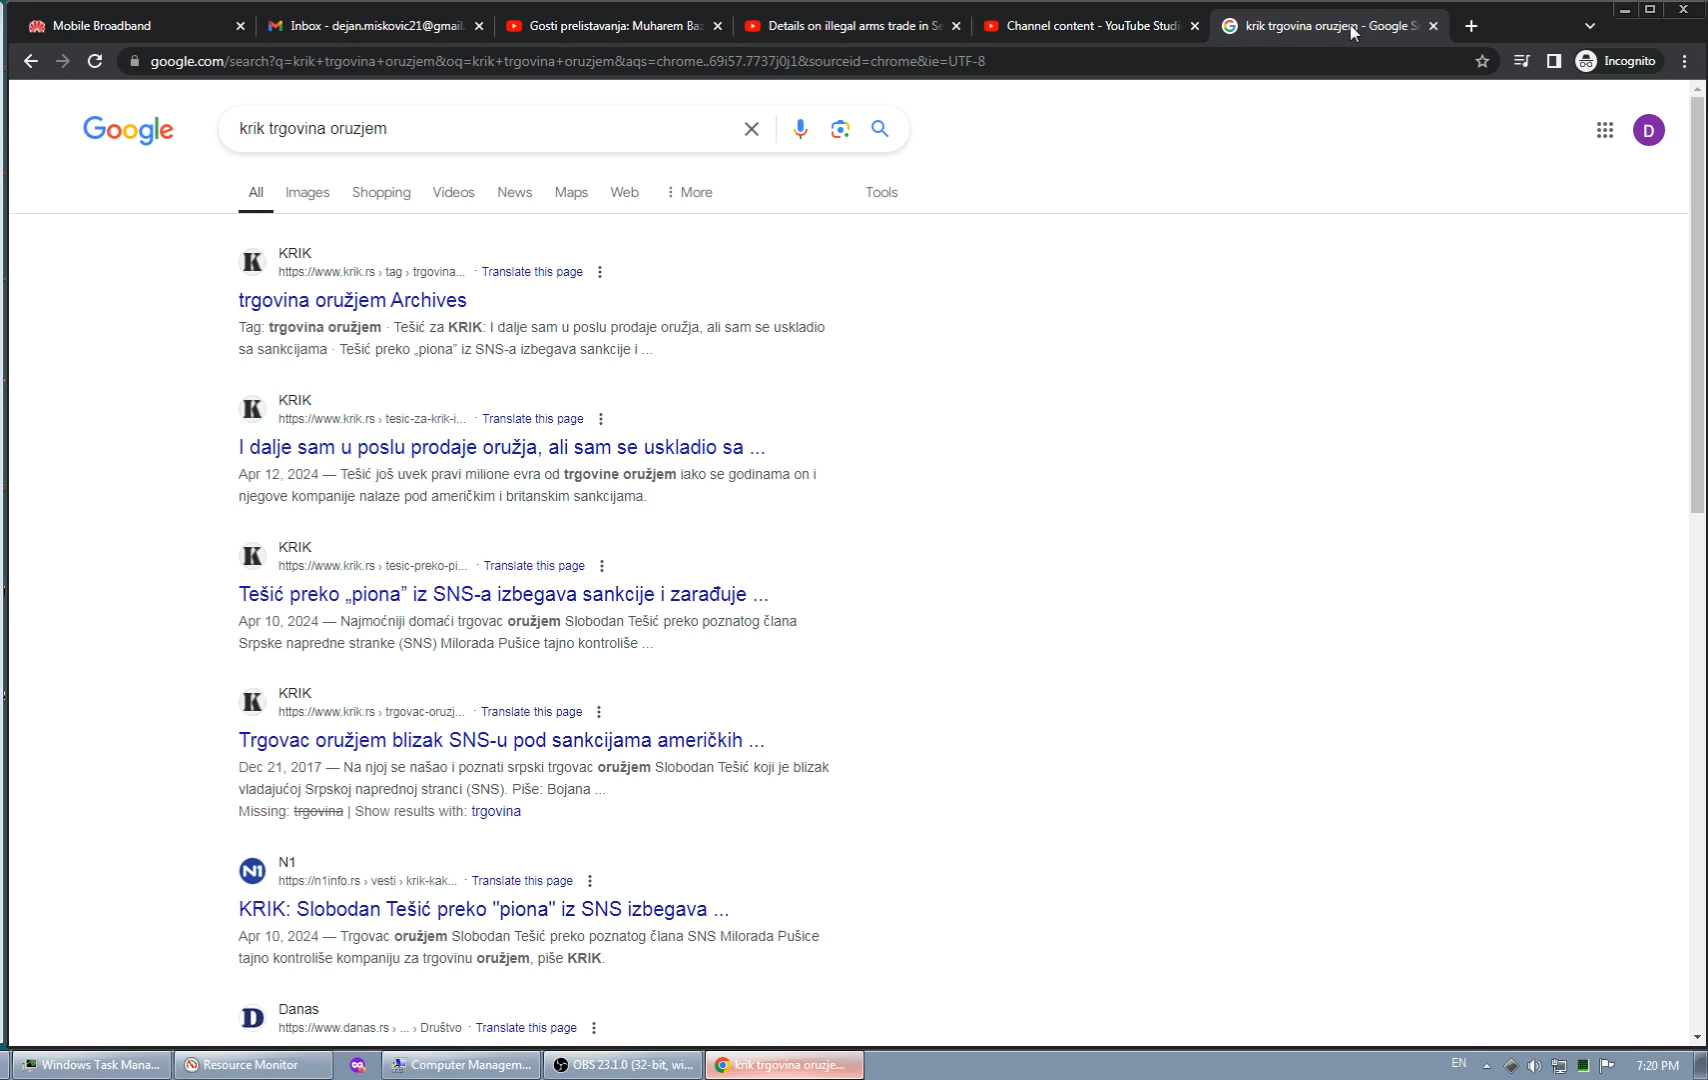 Mobile Broadband
Inbox - dejan.miskovic21@gmail.
Gosti prelistavanja: Muharem Baz
Details on illegal arms trade in Se
Channel content - YouTube Studi
krik trgovina oruzjem - Google S
google.com/search?q=krik+trgovina+oruzjem&oq=krik+trgovina+oruzjem&aqs=chrome..69i57.7737j0j1&sourceid=chrome&ie=UTF-8
Incognito
Google
krik trgovina oruzjem
D
All Images Shopping Videos News Maps Web More Tools
KRIK
https://www.krik.rs › tag › trgovina... · Translate this page
trgovina oružjem Archives
Tag: trgovina oružjem · Tešić za KRIK: I dalje sam u poslu prodaje oružja, ali sam se uskladio
sa sankcijama · Tešić preko „piona” iz SNS-a izbegava sankcije i ...
KRIK
https://www.krik.rs › tesic-za-krik-i... · Translate this page
I dalje sam u poslu prodaje oružja, ali sam se uskladio sa ...
Apr 12, 2024 — Tešić još uvek pravi milione evra od trgovine oružjem iako se godinama on i
njegove kompanije nalaze pod američkim i britanskim sankcijama.
KRIK
https://www.krik.rs › tesic-preko-pi... · Translate this page
Tešić preko „piona” iz SNS-a izbegava sankcije i zarađuje ...
Apr 10, 2024 — Najmoćniji domaći trgovac oružjem Slobodan Tešić preko poznatog člana
Srpske napredne stranke (SNS) Milorada Pušice tajno kontroliše ...
KRIK
https://www.krik.rs › trgovac-oruzj... · Translate this page
Trgovac oružjem blizak SNS-u pod sankcijama američkih ...
Dec 21, 2017 — Na njoj se našao i poznati srpski trgovac oružjem Slobodan Tešić koji je blizak
vladajućoj Srpskoj naprednoj stranci (SNS). Piše: Bojana ...
Missing: trgovina | Show results with: trgovina
N1
https://n1info.rs › vesti › krik-kak... · Translate this page
KRIK: Slobodan Tešić preko "piona" iz SNS izbegava ...
Apr 10, 2024 — Trgovac oružjem Slobodan Tešić preko poznatog člana SNS Milorada Pušice
tajno kontroliše kompaniju za trgovinu oružjem, piše KRIK.
Danas
https://www.danas.rs › ... › Društvo · Translate this page
Windows Task Mana...
Resource Monitor
Computer Managem...
OBS 23.1.0 (32-bit, wi...
krik trgovina oruzje...
EN
7:20 PM